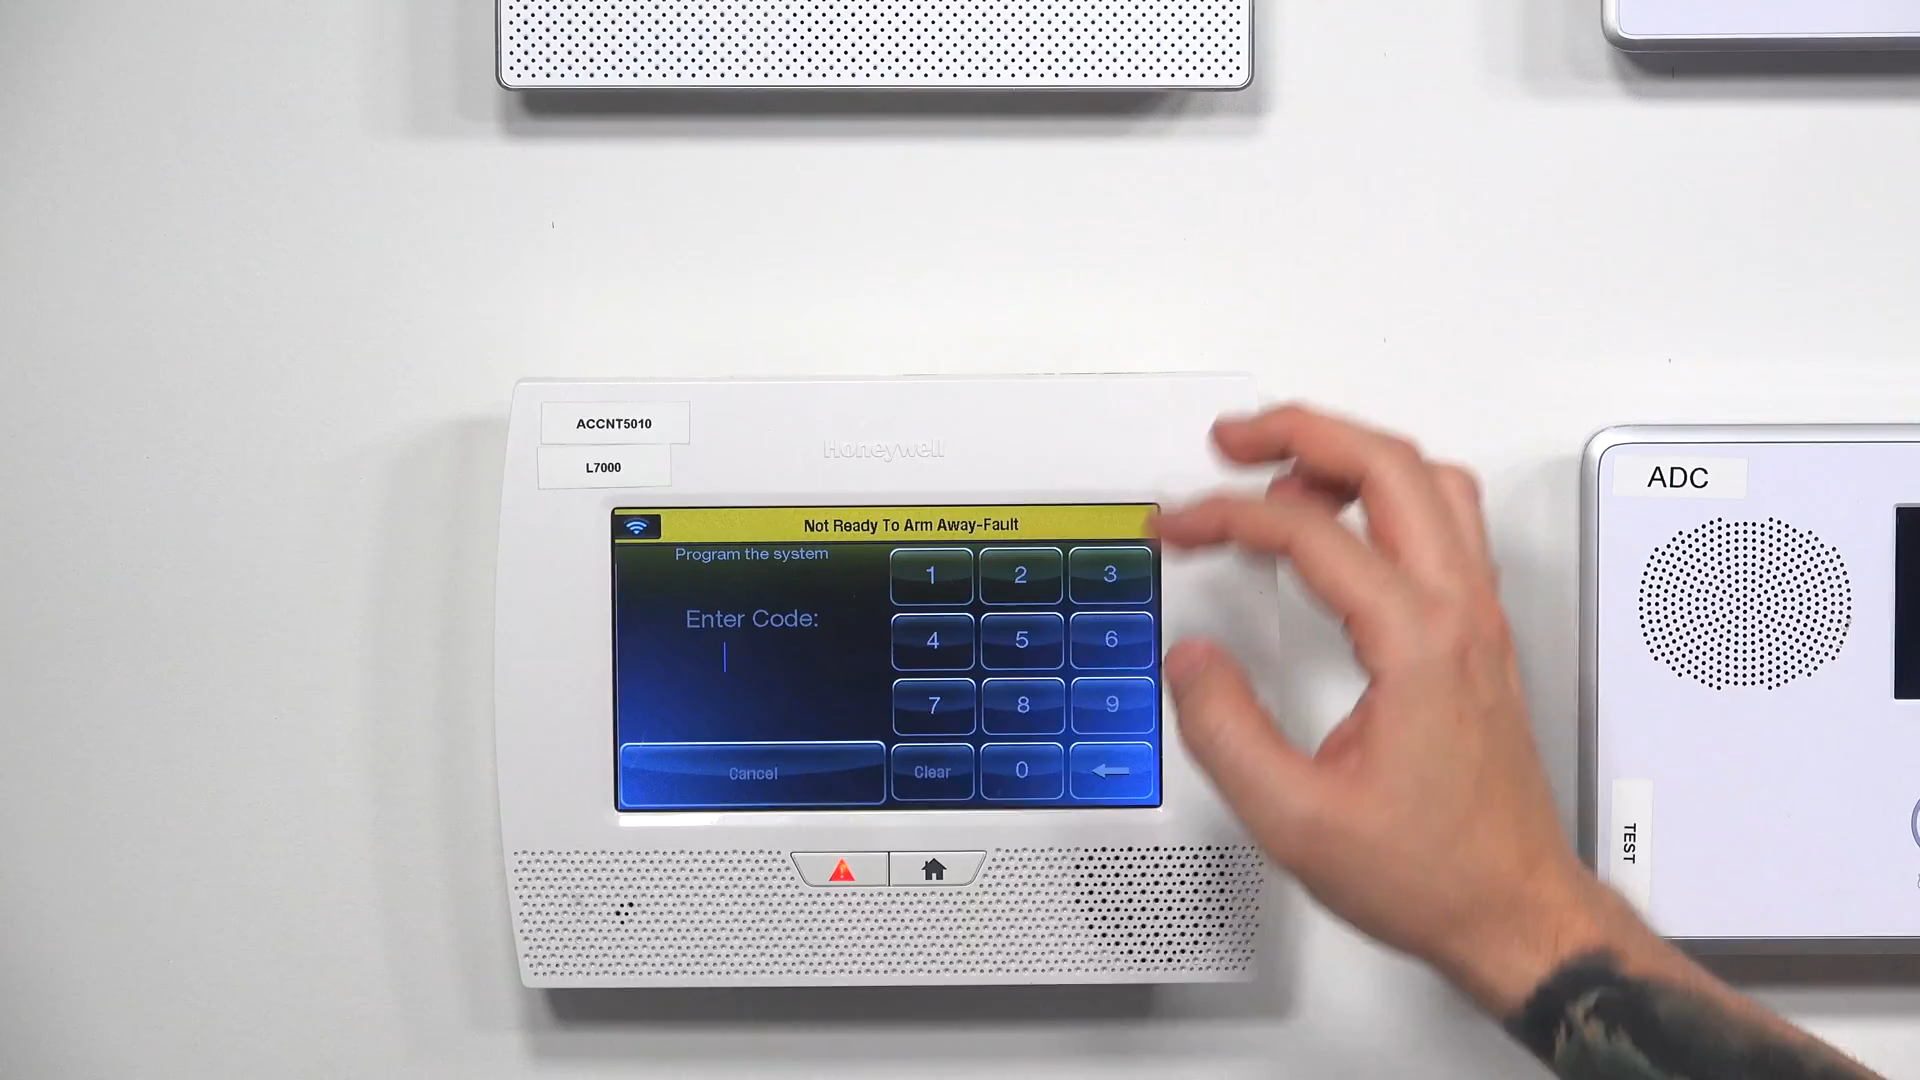 ACCNT5010
L7000
Honeywell
Not Ready To Arm Away-Fault
Program the system
Enter Code:
1 2 3
4 5 6
7 8 9
Cancel Clear 0
ADC
TEST